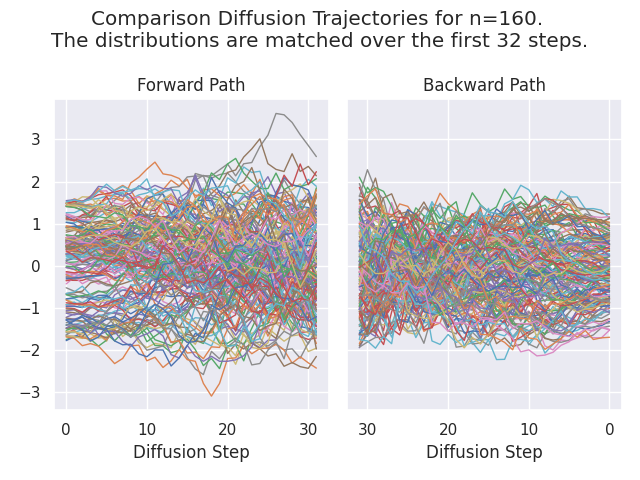 Comparison Diffusion Trajectories for n=160.
The distributions are matched over the first 32 steps.
Forward Path
Backward Path
3
2
1
0
−1
−2
−3
0 10 20 30
30 20 10 0
Diffusion Step
Diffusion Step